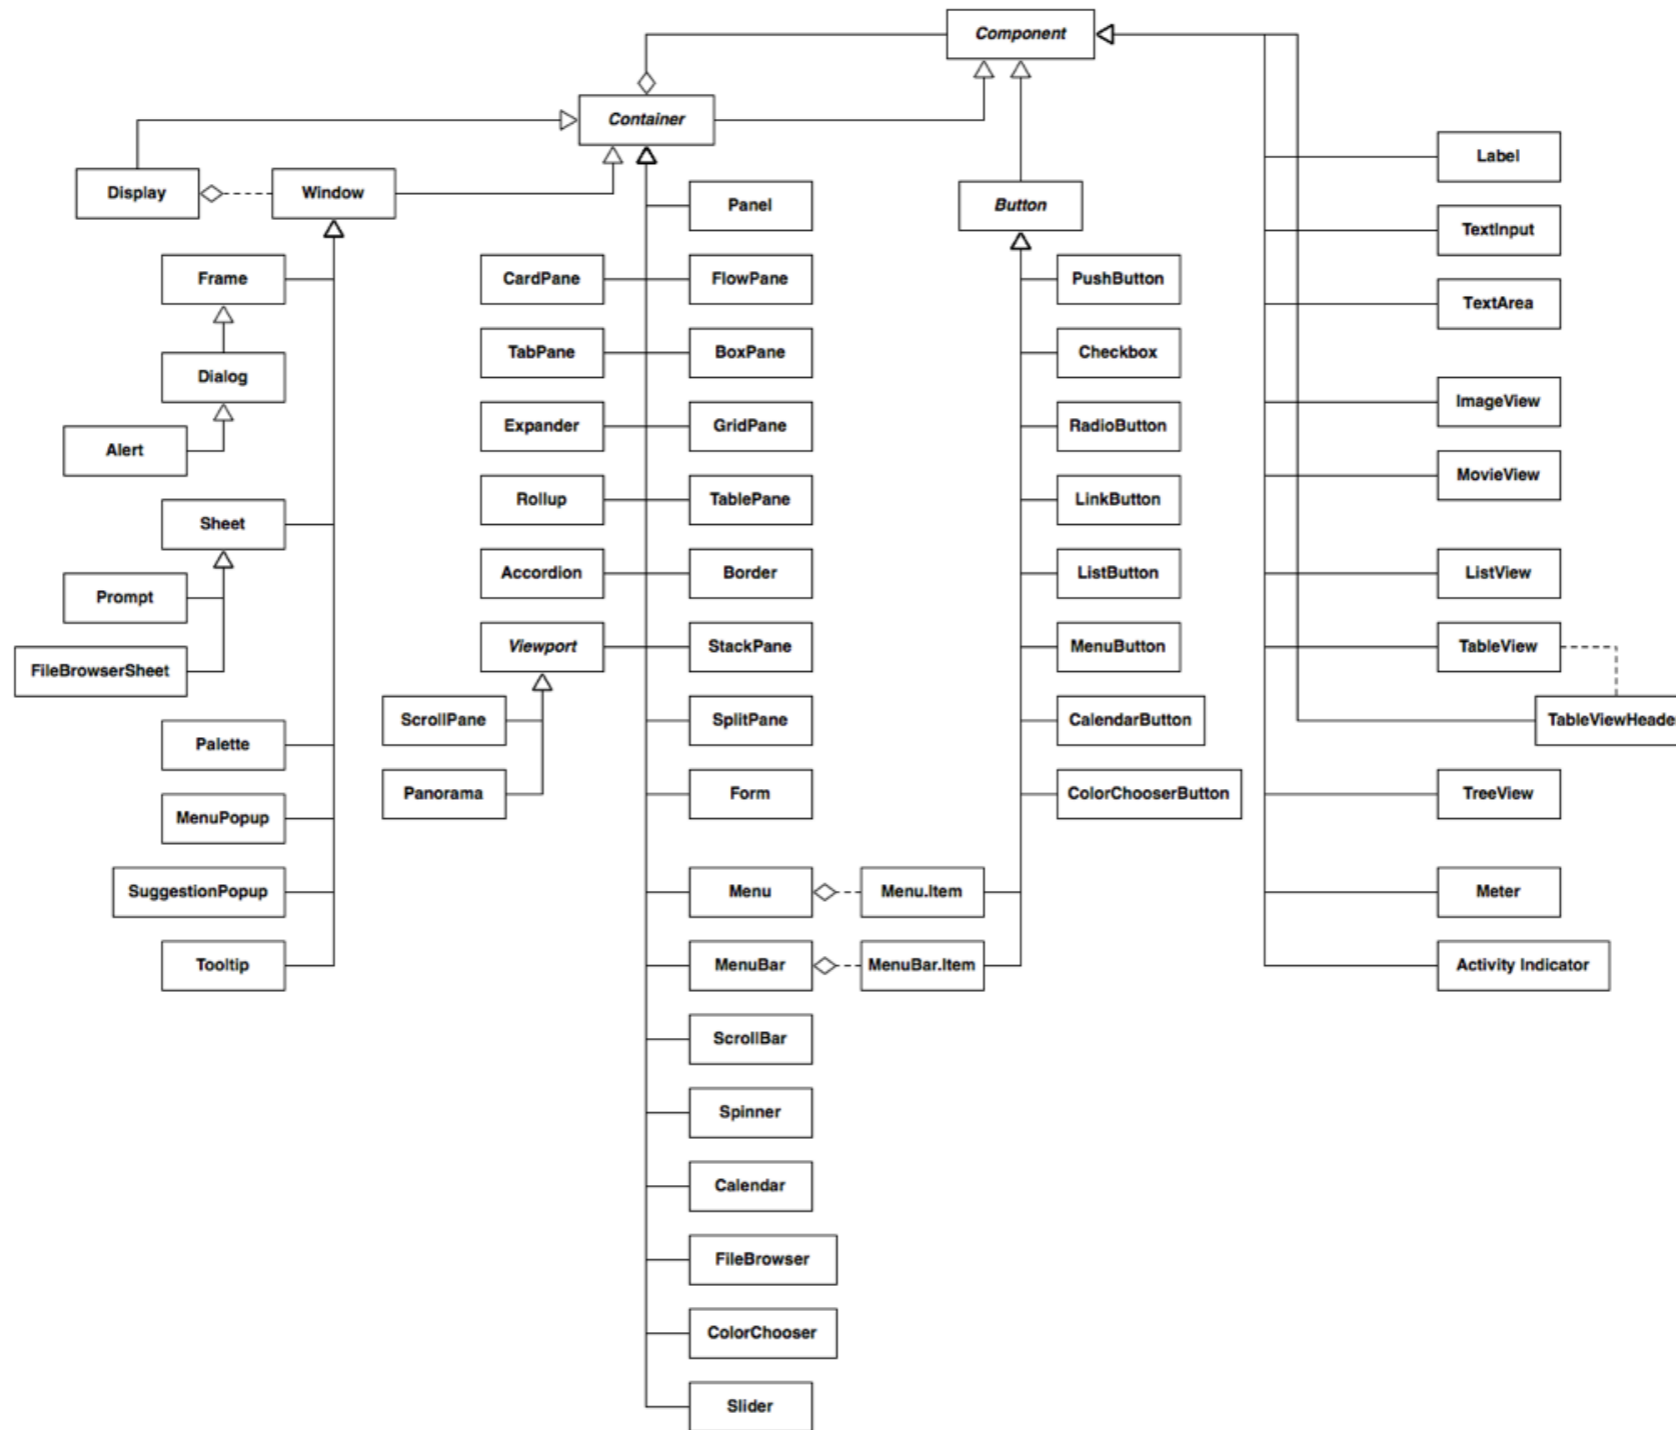 Component
Container
Display
Window
Panel
Button
Label
TextInput
Frame
CardPane
FlowPane
PushButton
TextArea
Dialog
TabPane
BoxPane
Checkbox
ImageView
Alert
Expander
GridPane
RadioButton
MovieView
Sheet
Rollup
TablePane
LinkButton
Prompt
Accordion
Border
ListButton
ListView
FileBrowserSheet
Viewport
StackPane
MenuButton
TableView
Palette
ScrollPane
SplitPane
CalendarButton
TableViewHeade
MenuPopup
Panorama
Form
ColorChooserButton
TreeView
SuggestionPopup
Menu
Menu.Item
Meter
Tooltip
MenuBar
MenuBar.Item
Activity Indicator
ScrollBar
Spinner
Calendar
FileBrowser
ColorChooser
Slider